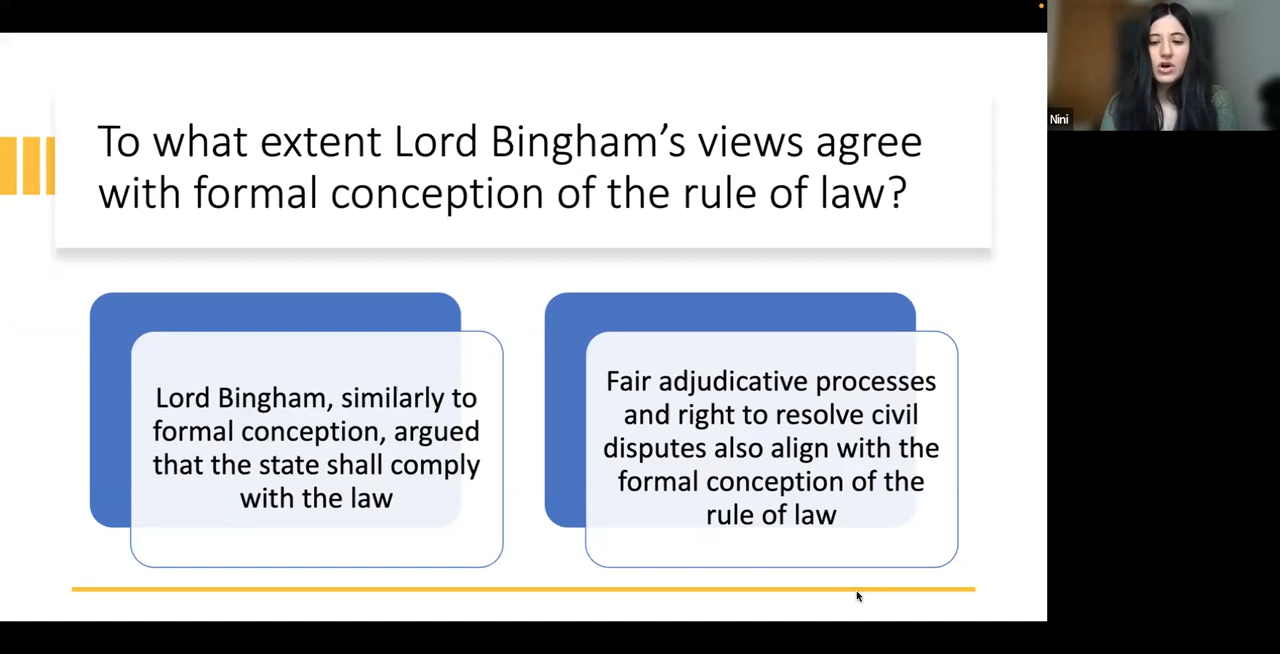 To what extent Lord Bingham’s views agree
with formal conception of the rule of law?
Lord Bingham, similarly to
formal conception, argued
that the state shall comply
with the law
Fair adjudicative processes
and right to resolve civil
disputes also align with the
formal conception of the
rule of law
Nini